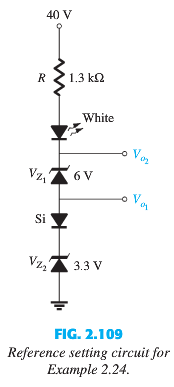 40 V
R 1.3 kΩ
White
Vo2
VZ1 6 V
Vo1
Si
VZ2 3.3 V
FIG. 2.109
Reference setting circuit for
Example 2.24.